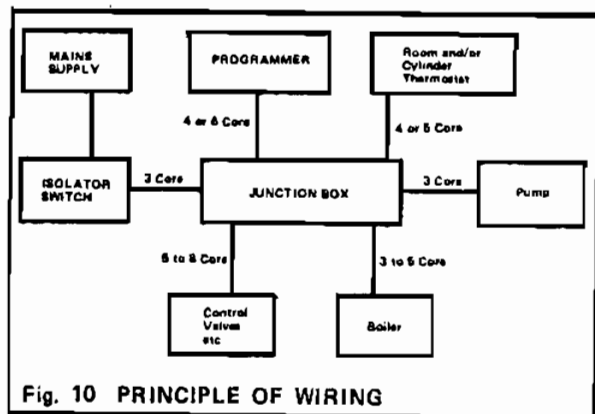 MAINS
SUPPLY
PROGRAMMER
Room and/or
Cylinder
Thermostat
4 or 6 Core
4 or 5 Core
ISOLATOR
SWITCH
3 Core
JUNCTION BOX
3 Core
Pump
5 to 8 Core
3 to 5 Core
Control
Valves
etc
Boiler
Fig. 10 PRINCIPLE OF WIRING